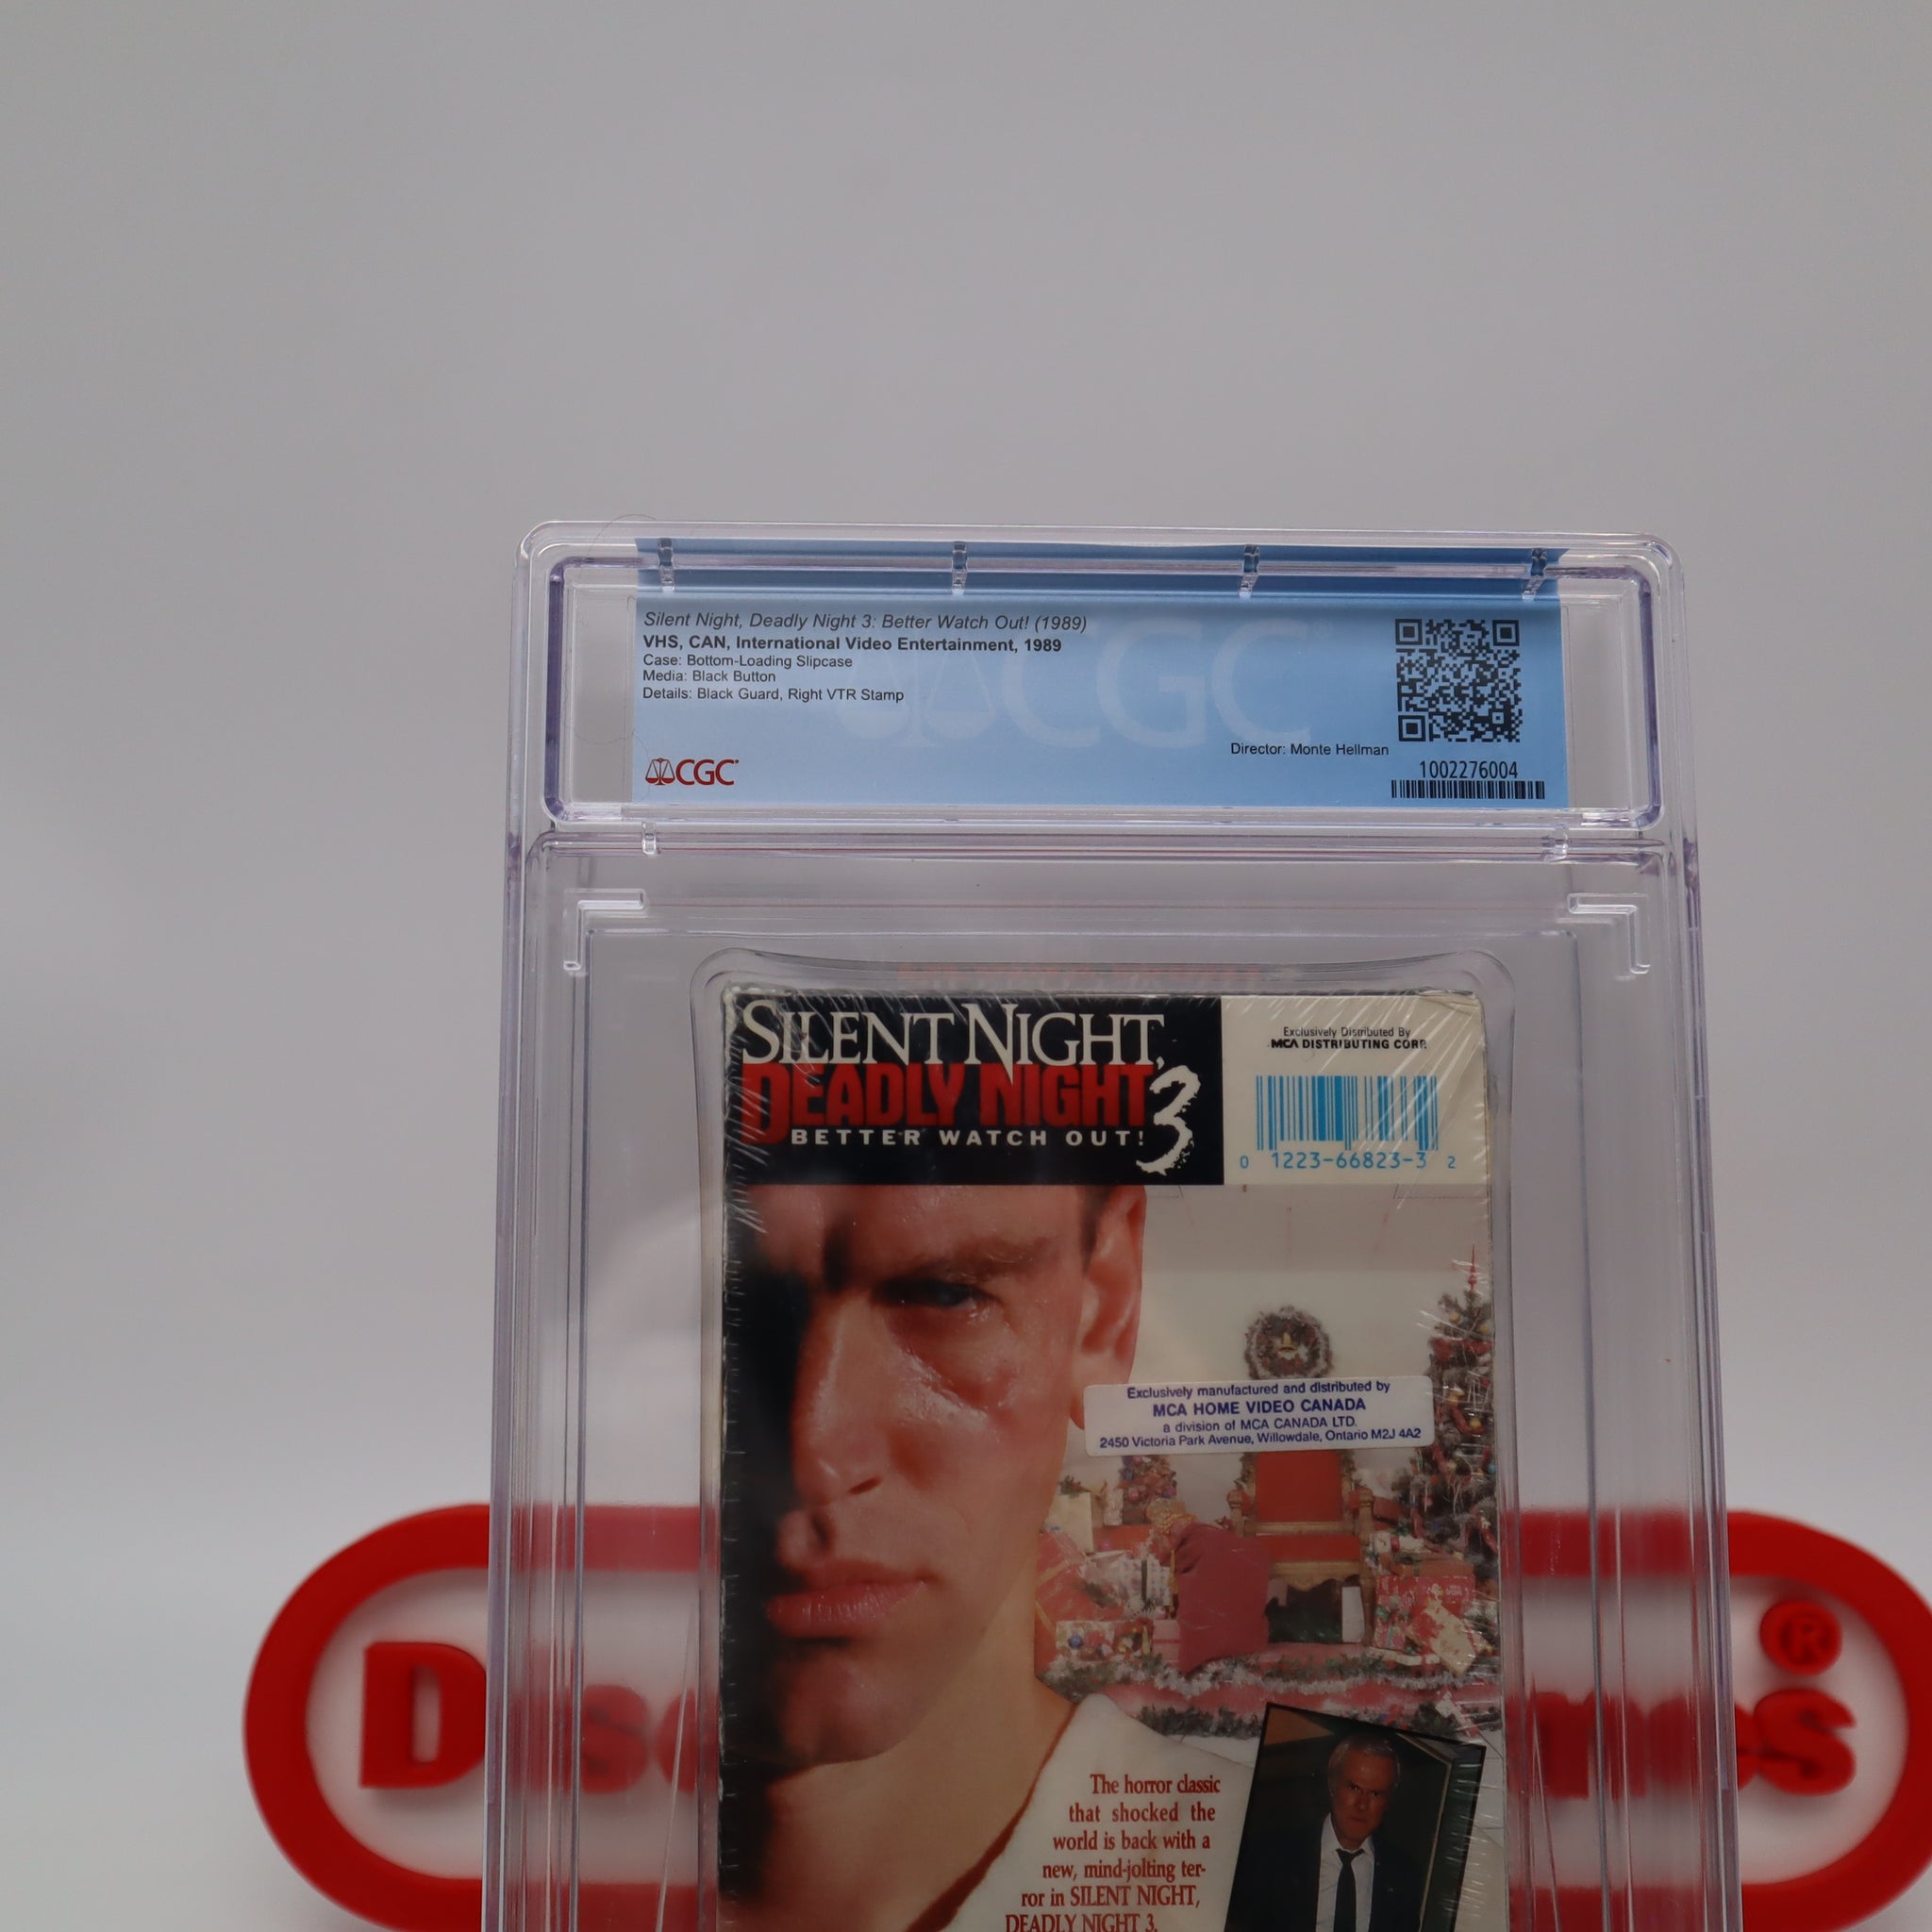 Silent Night, Deadly Night 3: Better Watch Out! (1989)
VHS, CAN, International Video Entertainment, 1989
Case: Bottom-Loading Slipcase
Media: Black Button
Details: Black Guard, Right VTR Stamp
CGC
Director: Monte Hellman
CGC
1002276004
SILENT NIGHT,
DEADLY NIGHT 3
BETTER WATCH OUT!
Exclusively Distributed By
MCA DISTRIBUTING CORP.
0 1223-66823-3 2
Exclusively manufactured and distributed by
MCA HOME VIDEO CANADA
a division of MCA CANADA LTD.
2450 Victoria Park Avenue, Willowdale, Ontario M2J 4A2
The horror classic
that shocked the
world is back with a
new, mind-jolting ter-
ror in SILENT NIGHT,
DEADLY NIGHT 3.